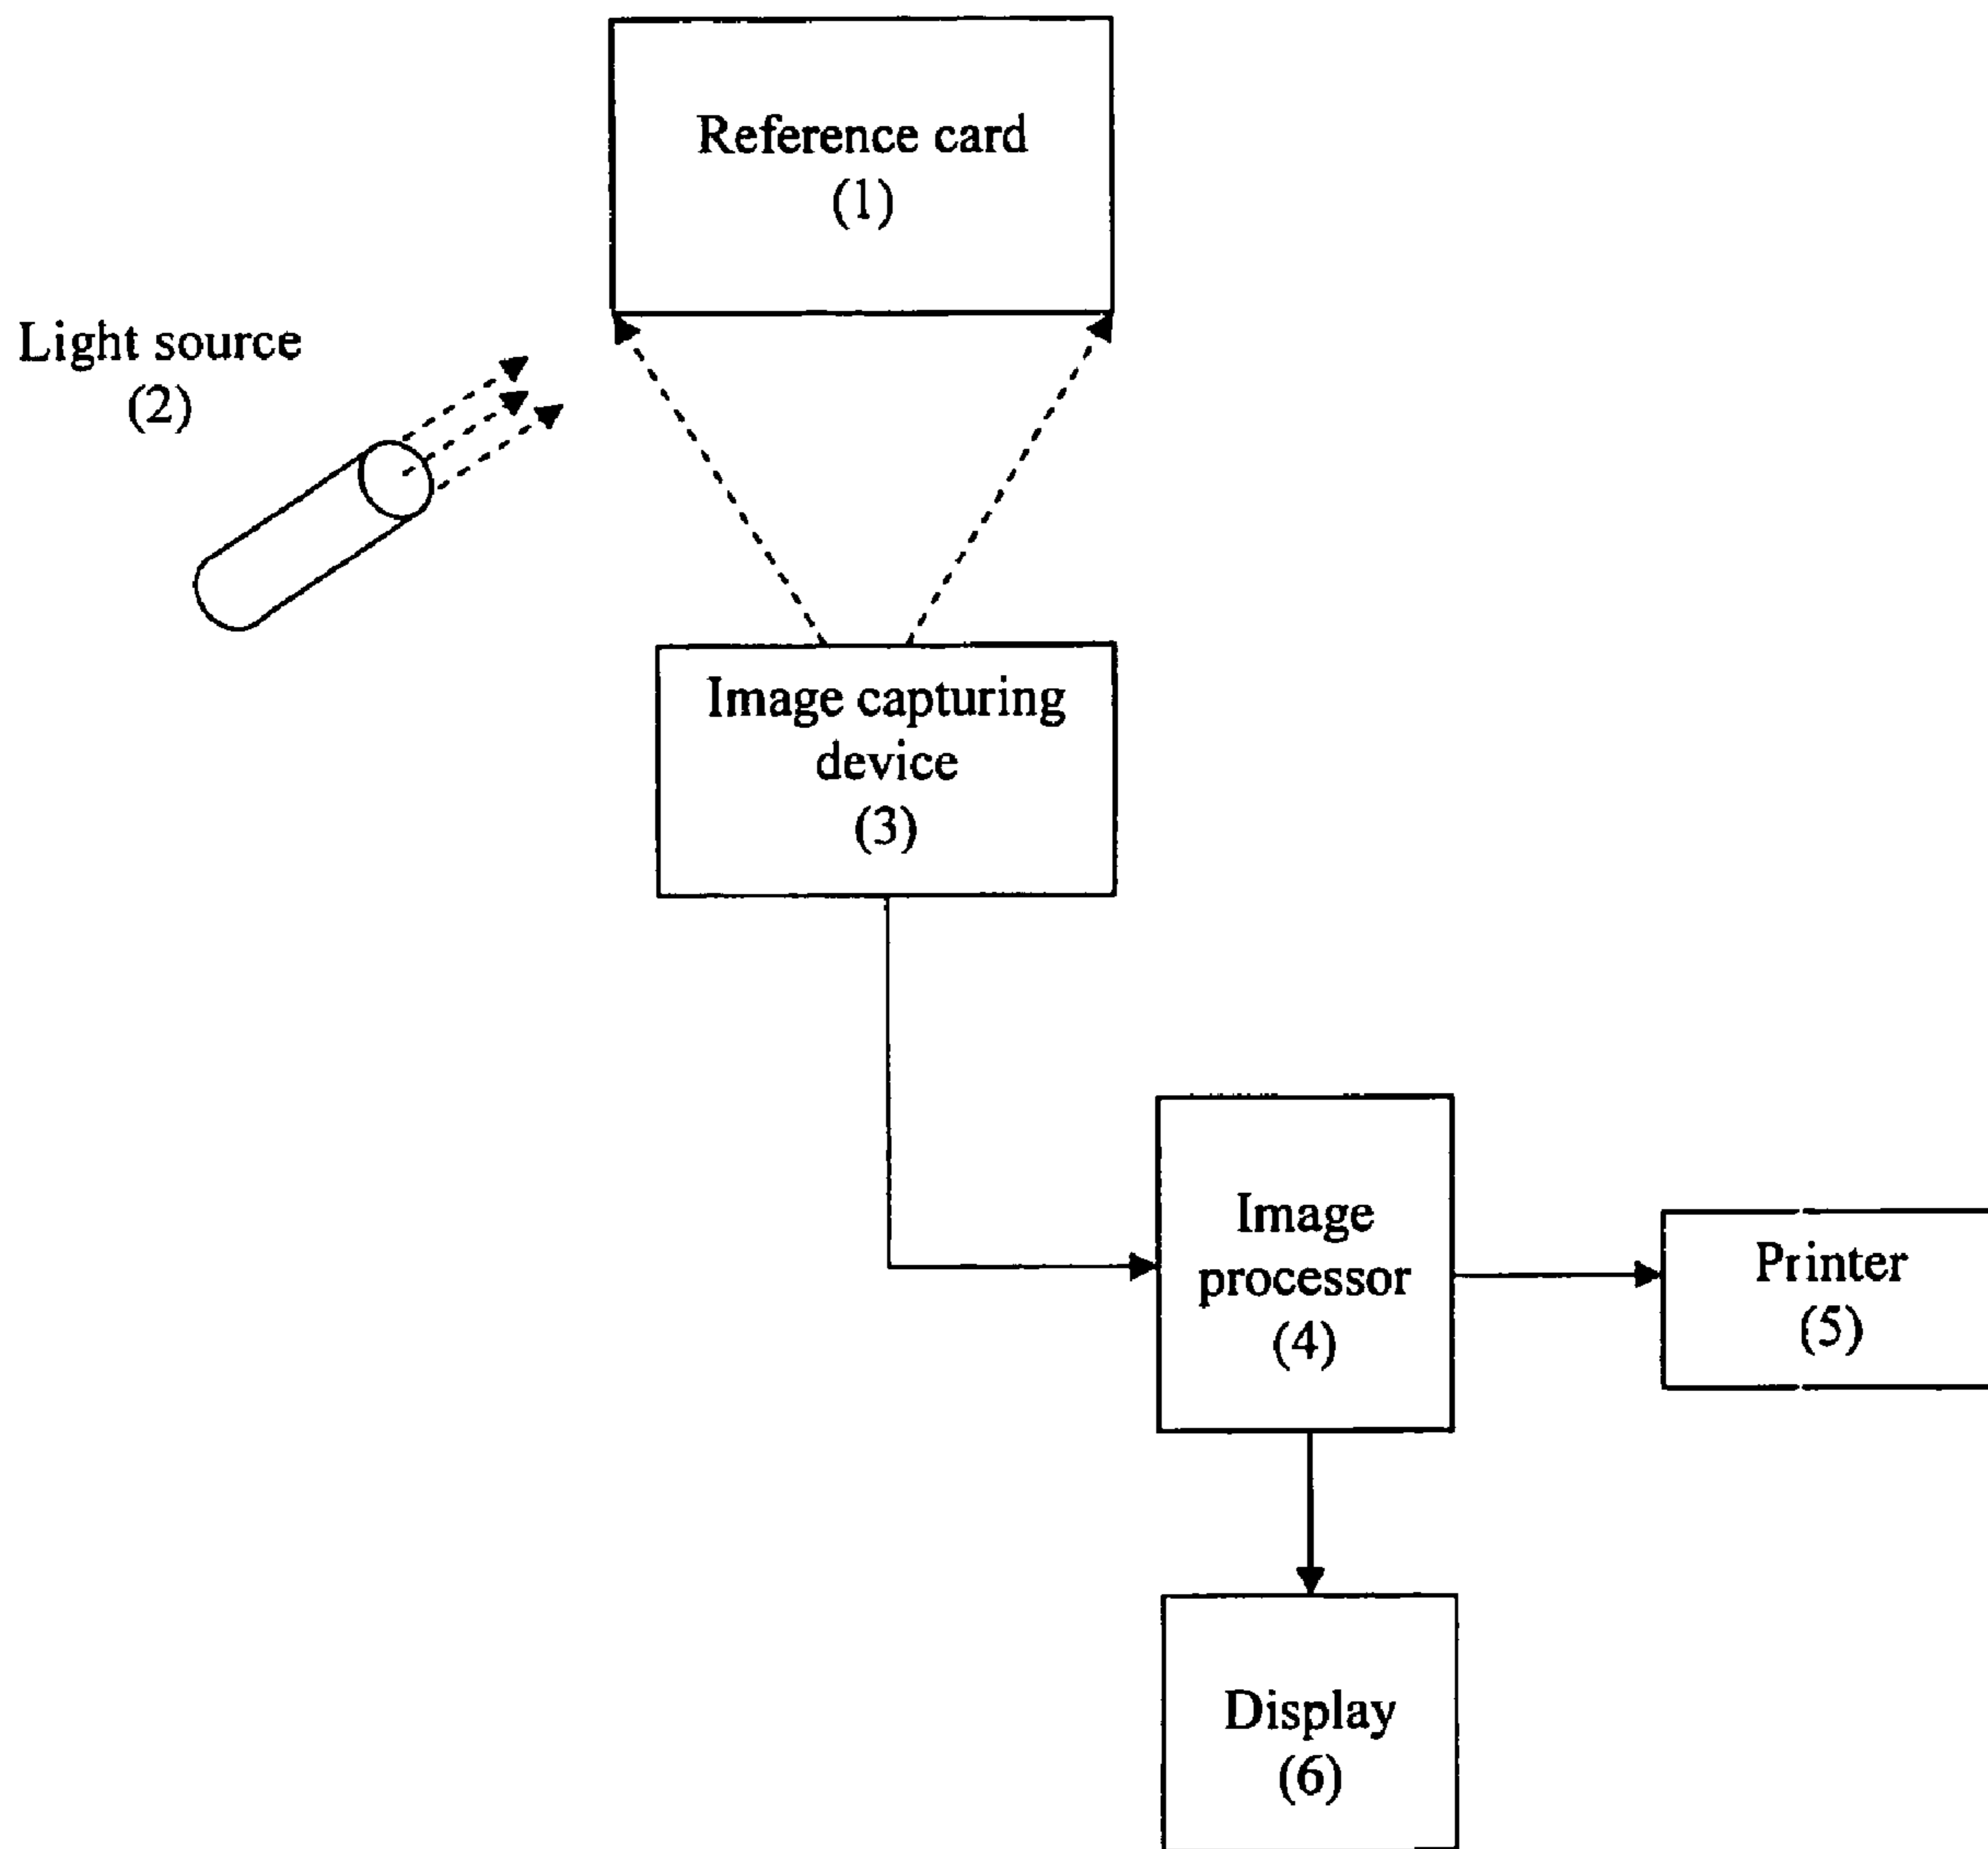 Reference card
(1)
Light source
(2)
Image capturing
device
(3)
Image
processor
(4)
Printer
(5)
Display
(6)